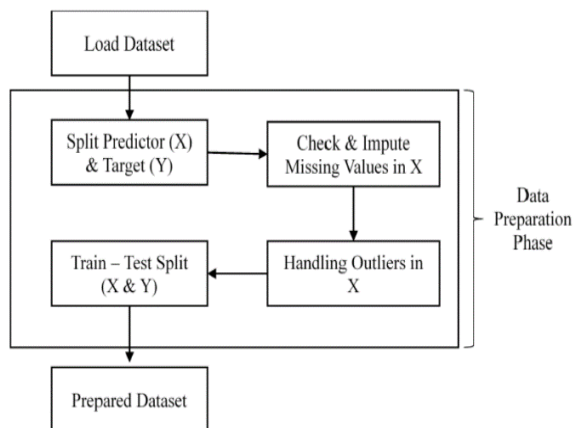 Load Dataset
Split Predictor (X)
& Target (Y)
Check & Impute
Missing Values in X
Data
Preparation
Phase
Train – Test Split
(X & Y)
Handling Outliers in
X
Prepared Dataset